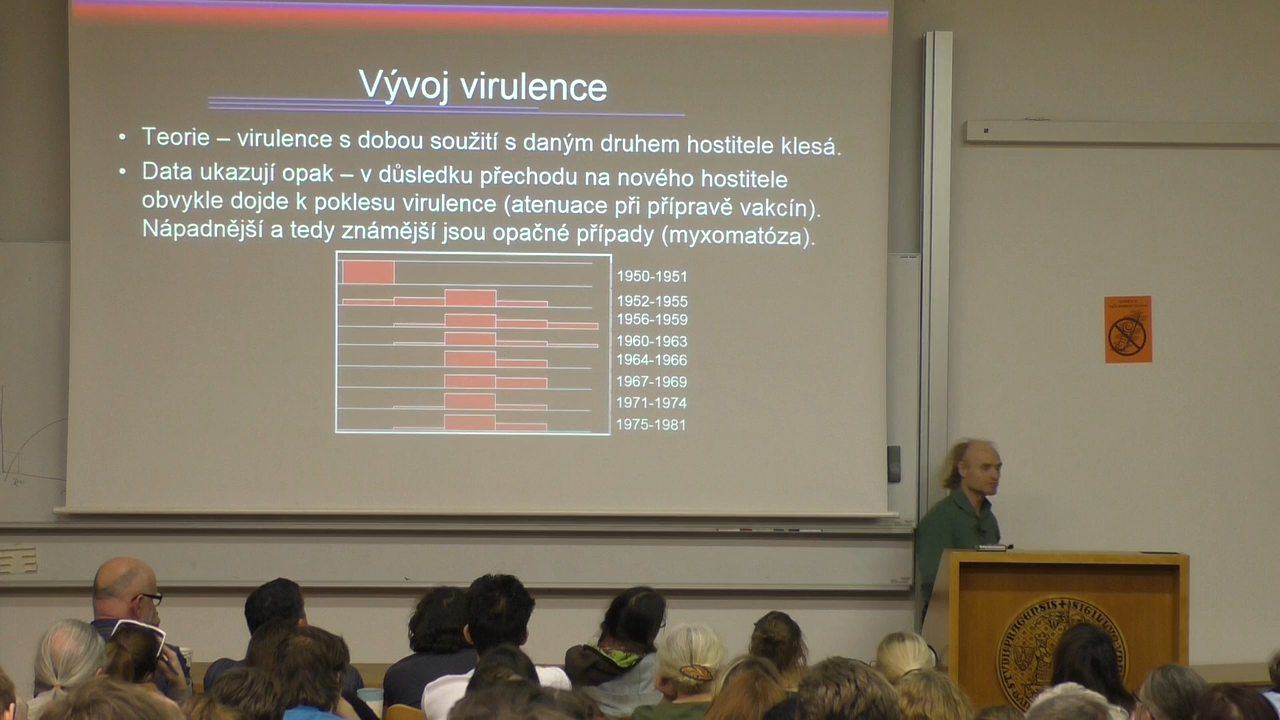 Vývoj virulence
• Teorie – virulence s dobou soužití s daným druhem hostitele klesá.
• Data ukazují opak – v důsledku přechodu na nového hostitele
obvykle dojde k poklesu virulence (atenuace při přípravě vakcín).
Nápadnější a tedy známější jsou opačné případy (myxomatóza).
1950-1951
1952-1955
1956-1959
1960-1963
1964-1966
1967-1969
1971-1974
1975-1981